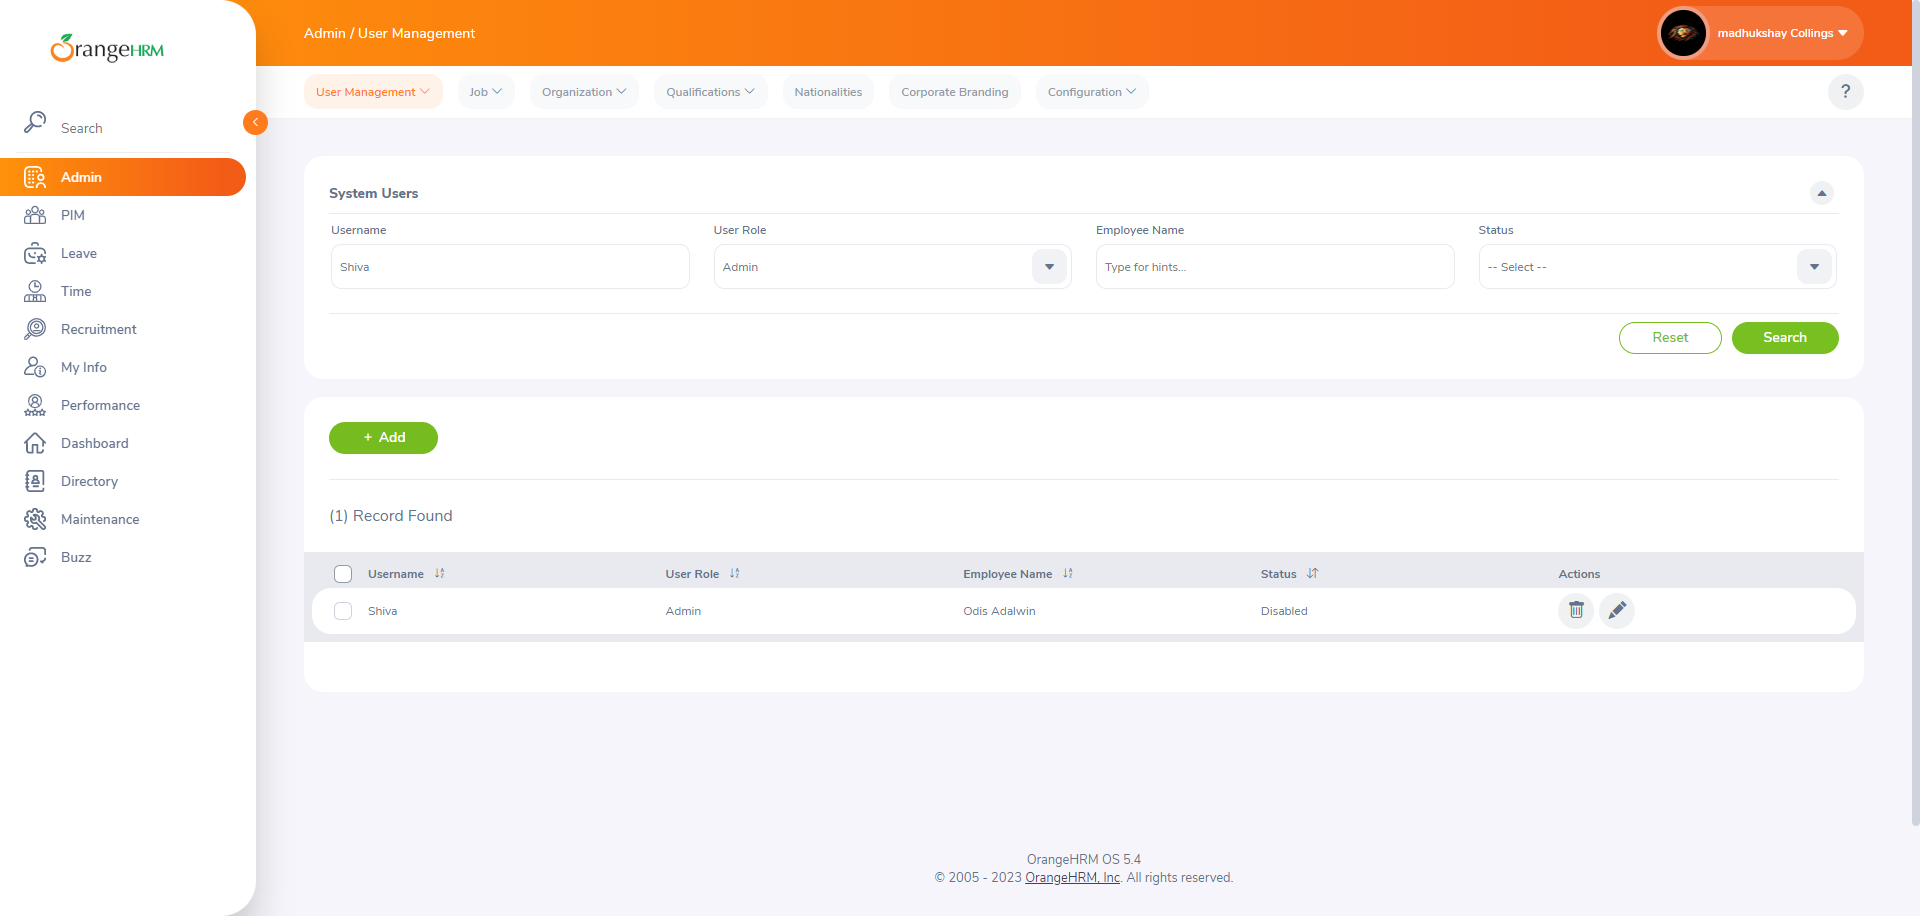 OrangeHRM
Search
Admin
PIM
Leave
Time
Recruitment
My Info
Performance
Dashboard
Directory
Maintenance
Buzz
Admin / User Management
madhukshay Collings
User Management
Job
Organization
Qualifications
Nationalities
Corporate Branding
Configuration
?
System Users
Username
User Role
Employee Name
Status
Shiva
Admin
Type for hints...
-- Select --
Reset
Search
+ Add
(1) Record Found
Username
User Role
Employee Name
Status
Actions
Shiva
Admin
Odis Adalwin
Disabled
OrangeHRM OS 5.4
© 2005 - 2023 OrangeHRM, Inc. All rights reserved.